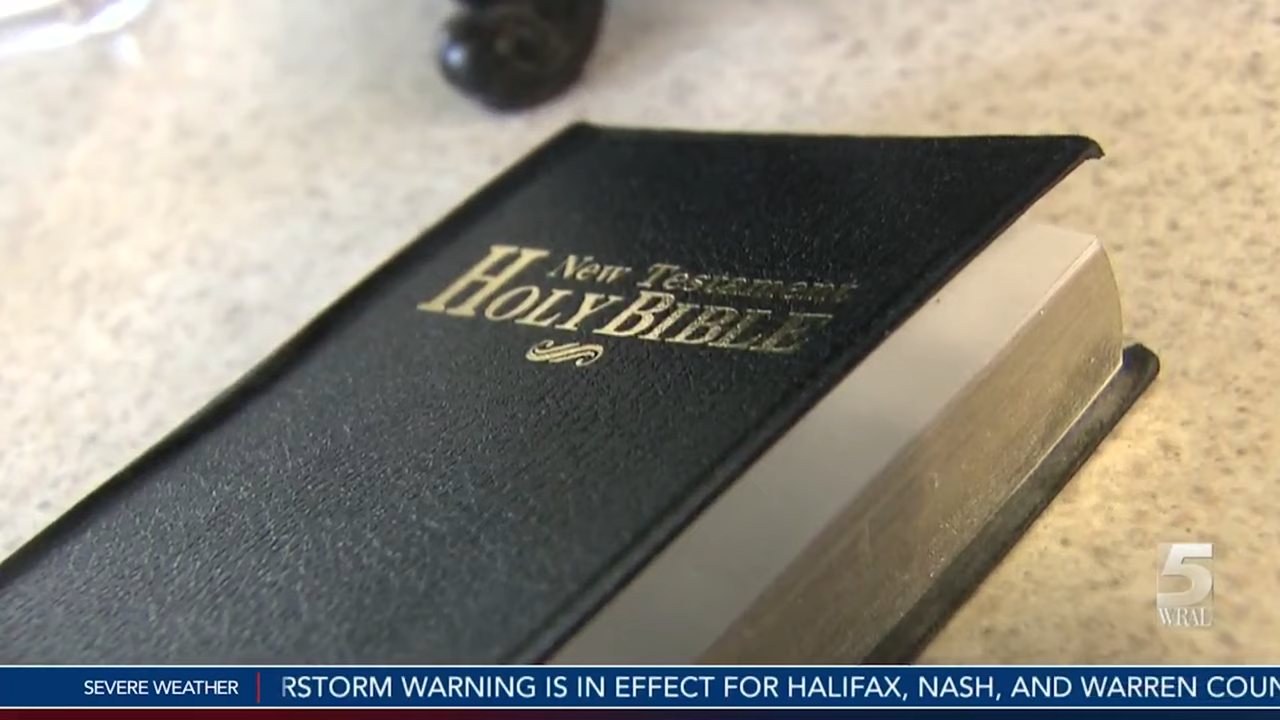 New Testament
HOLY BIBLE
5
WRAL
SEVERE WEATHER
RSTORM WARNING IS IN EFFECT FOR HALIFAX, NASH, AND WARREN COUN